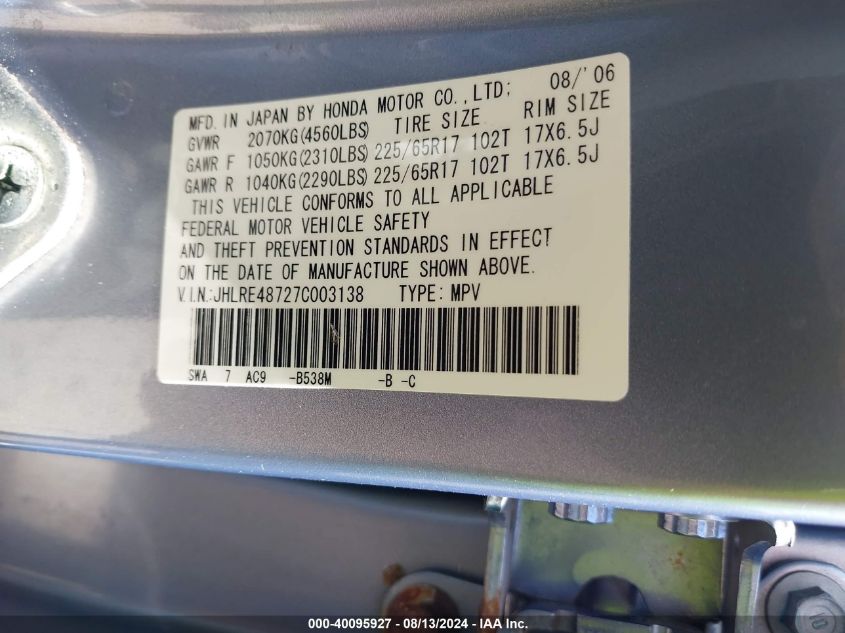 MFD. IN JAPAN BY HONDA MOTOR CO.,LTD; 08/'06
GVWR 2070KG(4560LBS) TIRE SIZE RIM SIZE
GAWR F 1050KG(2310LBS) 225/65R17 102T 17X6.5J
GAWR R 1040KG(2290LBS) 225/65R17 102T 17X6.5J
THIS VEHICLE CONFORMS TO ALL APPLICABLE
FEDERAL MOTOR VEHICLE SAFETY
AND THEFT PREVENTION STANDARDS IN EFFECT
ON THE DATE OF MANUFACTURE SHOWN ABOVE.
V.I.N.:JHLRE48727C003138 TYPE: MPV
SWA 7 AC9 -B538M -B -C
000-40095927 - 08/13/2024 - IAA Inc.